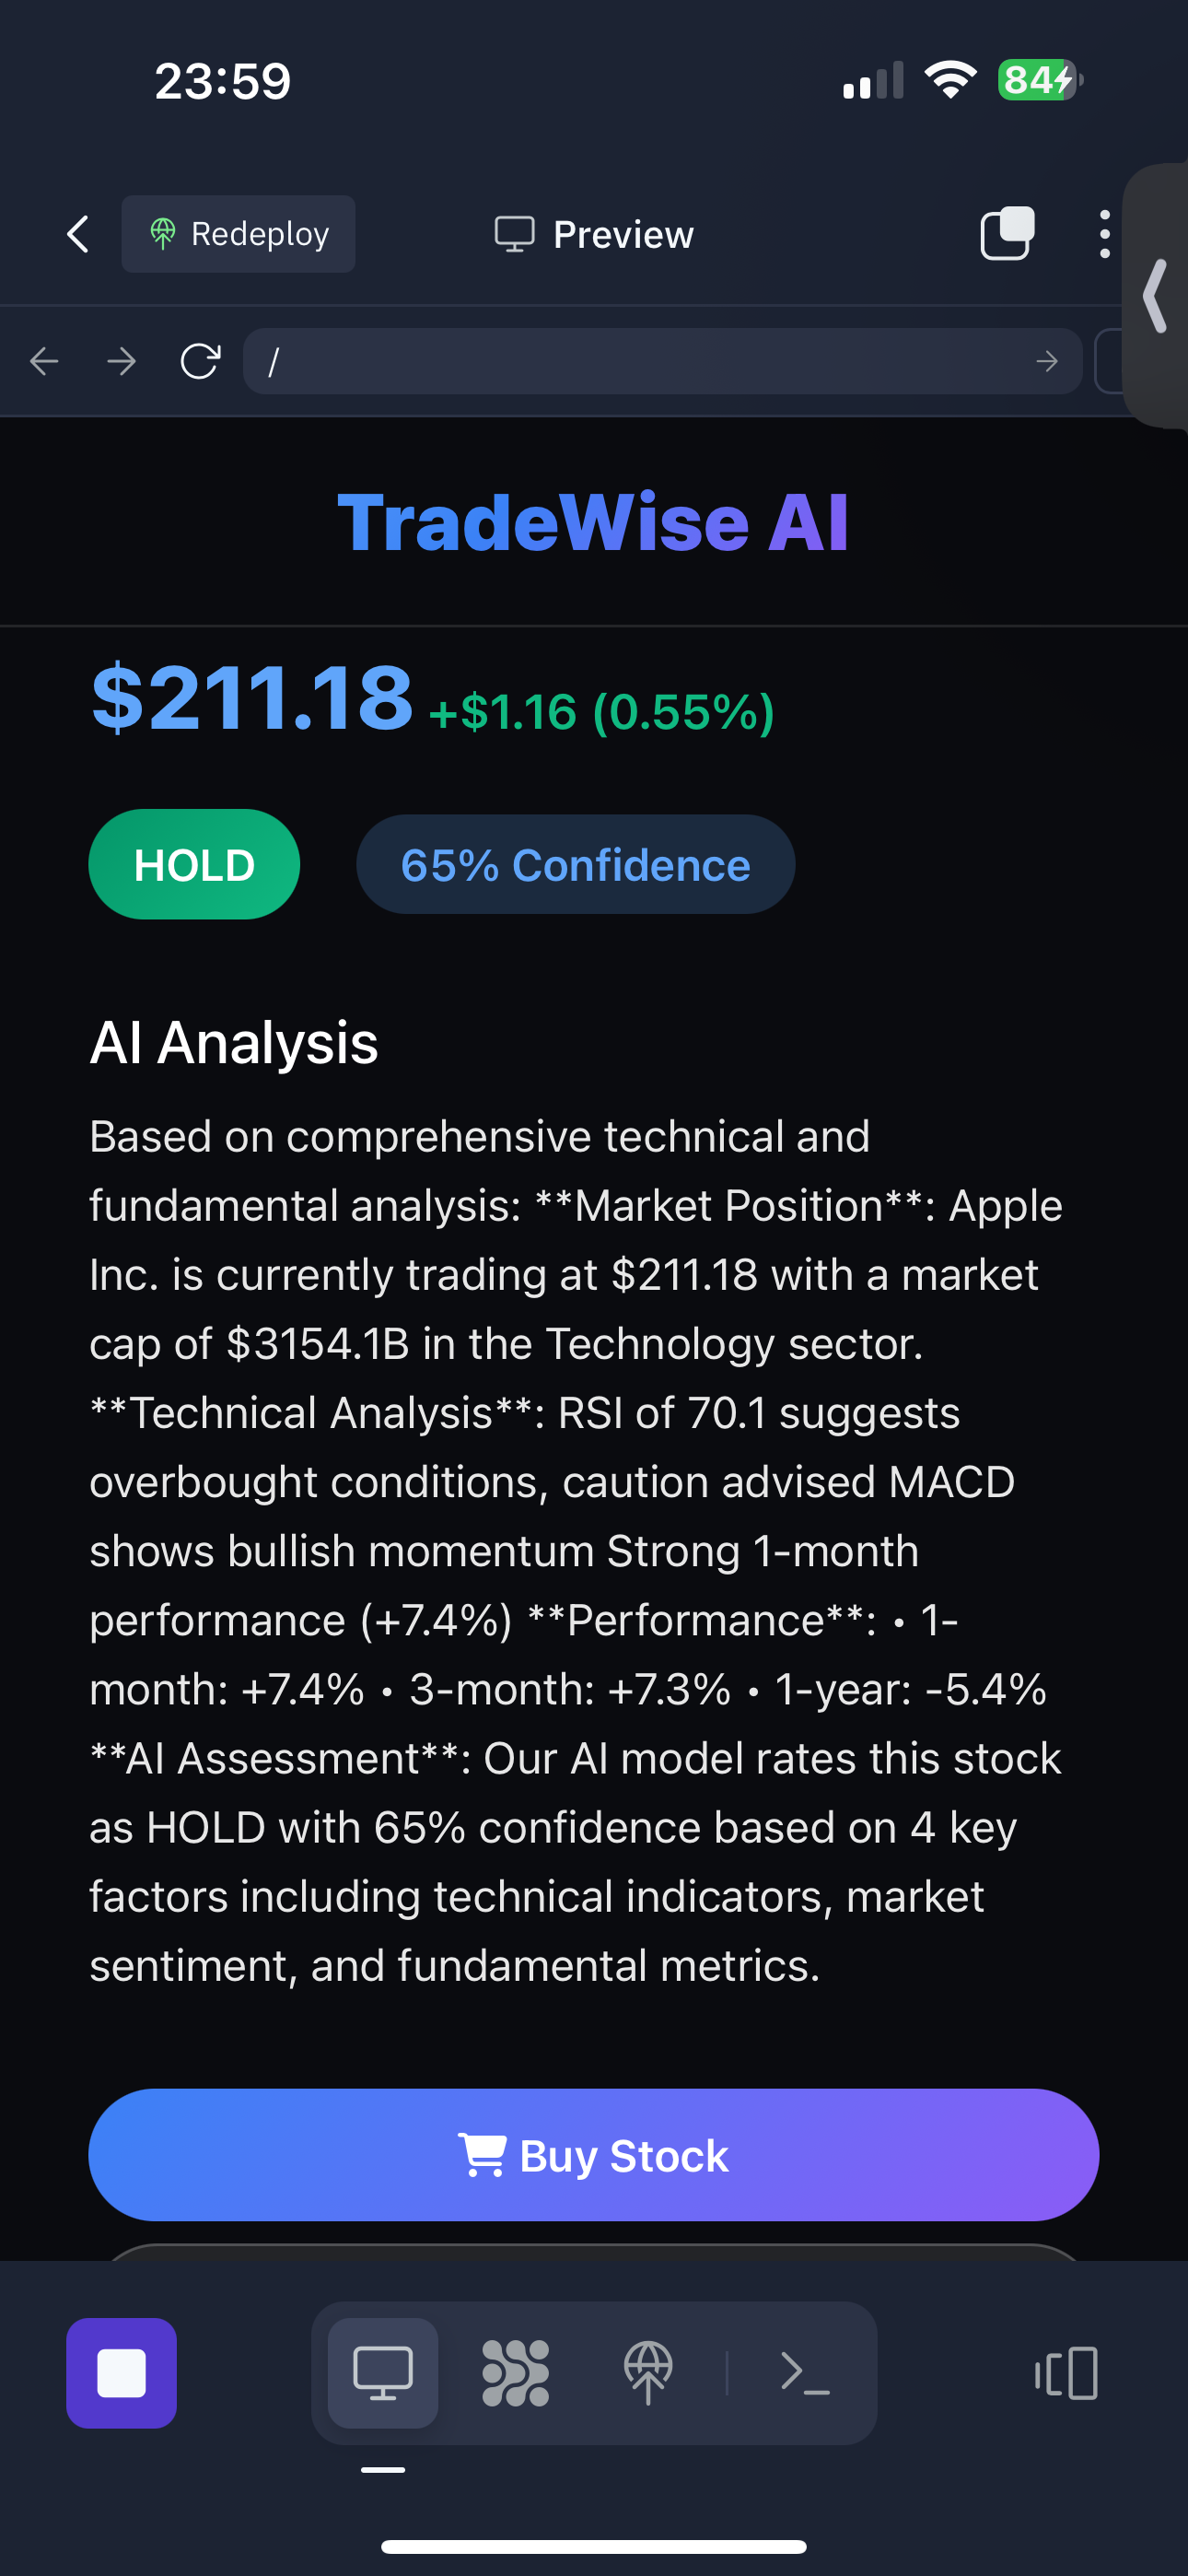 23:59
84
Redeploy
Preview
/
TradeWise AI
$211.18 +$1.16 (0.55%)
HOLD
65% Confidence
AI Analysis
Based on comprehensive technical and
fundamental analysis: **Market Position**: Apple
Inc. is currently trading at $211.18 with a market
cap of $3154.1B in the Technology sector.
**Technical Analysis**: RSI of 70.1 suggests
overbought conditions, caution advised MACD
shows bullish momentum Strong 1-month
performance (+7.4%) **Performance**: • 1-
month: +7.4% • 3-month: +7.3% • 1-year: -5.4%
**AI Assessment**: Our AI model rates this stock
as HOLD with 65% confidence based on 4 key
factors including technical indicators, market
sentiment, and fundamental metrics.
Buy Stock